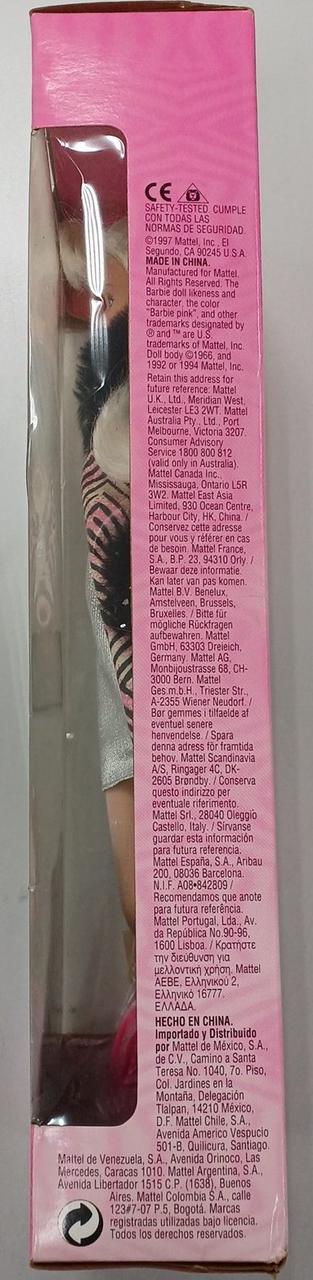 CE
SAFETY-TESTED CUMPLE
CON TODAS LAS
NORMAS DE SEGURIDAD.
©1997 Mattel, Inc., El
Segundo, CA 90245 U.S.A.
MADE IN CHINA.
Manufactured for Mattel.
All Rights Reserved. The
Barbie doll likeness and
character, the color
"Barbie pink", and other
trademarks designated by
® and ™ are U.S.
trademarks of Mattel, Inc.
Doll body ©1966, and
1992 or 1994 Mattel, Inc.
Retain this address for
future reference: Mattel
U.K., Ltd., Meridian West,
Leicester LE3 2WT. Mattel
Australia Pty., Ltd., Port
Melbourne, Victoria 3207.
Consumer Advisory
Service 1800 800 812
(valid only in Australia).
Mattel Canada Inc.,
Mississauga, Ontario L5R
3W2. Mattel East Asia
Limited, 930 Ocean Centre,
Harbour City, HK, China. /
Conservez cette adresse
pour vous y référer en cas
de besoin. Mattel France,
S.A., B.P. 23, 94310 Orly. /
Bewaar deze informatie.
Kan later van pas komen.
Mattel B.V. Benelux,
Amstelveen, Brussels,
Bruxelles. / Bitte für
mögliche Rückfragen
aufbewahren. Mattel
GmbH, 63303 Dreieich,
Germany. Mattel AG,
Monbijoustrasse 68, CH-
3000 Bern. Mattel
Ges.m.b.H., Triester Str.,
A-2355 Wiener Neudorf. /
Bør gemmes i tilfaelde af
eventuel senere
henvendelse. / Spara
denna adress för framtida
behov. Mattel Scandinavia
A/S, Ringager 4C, DK-
2605 Brøndby. / Conserva
questo indirizzo per
eventuale riferimento.
Mattel Srl., 28040 Oleggio
Castello, Italy. / Sírvanse
guardar esta información
para futura referencia.
Mattel España, S.A., Aribau
200, 08036 Barcelona.
N.I.F. A08•842809 /
Recomendamos que anote
para futura referência.
Mattel Portugal, Lda., Av.
da República No.90-96,
1600 Lisboa. / Κρατήστε
την διεύθυνση για
μελλοντική χρήση. Mattel
AEBE, Ελληνικού 2,
Ελληνικό 16777.
ΕΛΛΑΔΑ.
HECHO EN CHINA.
Importado y Distribuido
por Mattel de México, S.A.,
de C.V., Camino a Santa
Teresa No. 1040, 7o. Piso,
Col. Jardines en la
Montaña, Delegación
Tlalpan, 14210 México,
D.F. Mattel Chile, S.A.,
Avenida Americo Vespucio
501-B, Quilicura, Santiago.
Mattel de Venezuela, S.A., Avenida Orinoco, Las
Mercedes, Caracas 1010. Mattel Argentina, S.A.,
Avenida Libertador 1515 C.P. (1638), Buenos
Aires. Mattel Colombia S.A., calle
123#7-07 P.5, Bogotá. Marcas
registradas utilizadas bajo licencia.
Todos los derechos reservados.